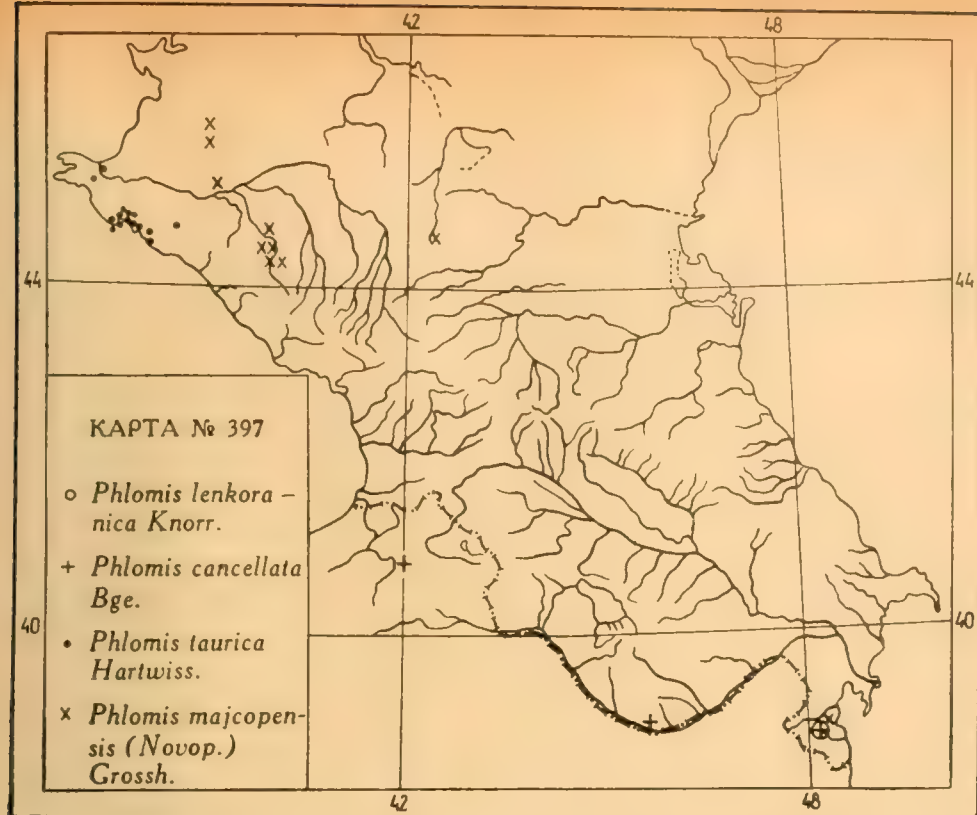 42
48
44
44
КАРТА № 397
o Phlomis lenkora –
nica Knorr.
+ Phlomis cancellata
Bge.
• Phlomis taurica
Hartwiss.
x Phlomis majcopen-
sis (Novop.)
Grossh.
40
40
42
48